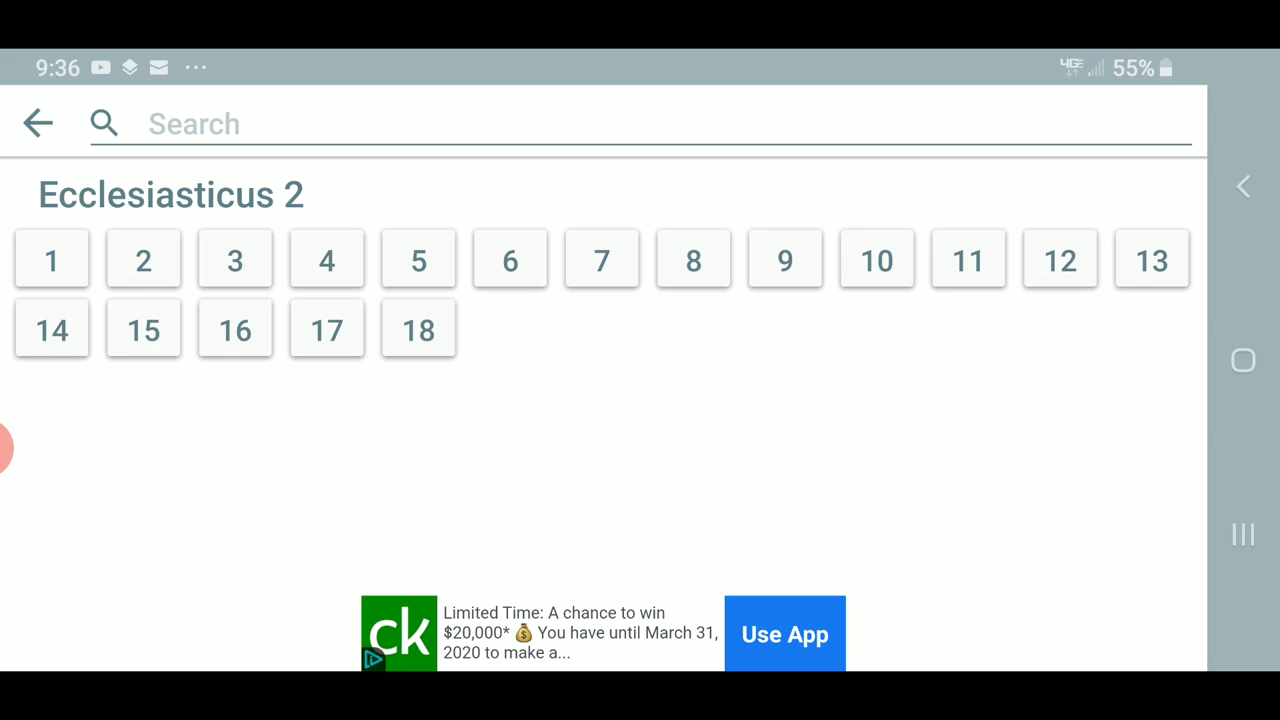 9:36 ... 4GE 55%
Search
Ecclesiasticus 2
1 2 3 4 5 6 7 8 9 10 11 12 13
14 15 16 17 18
ck
Limited Time: A chance to win
$20,000* 💰 You have until March 31,
2020 to make a...
Use App